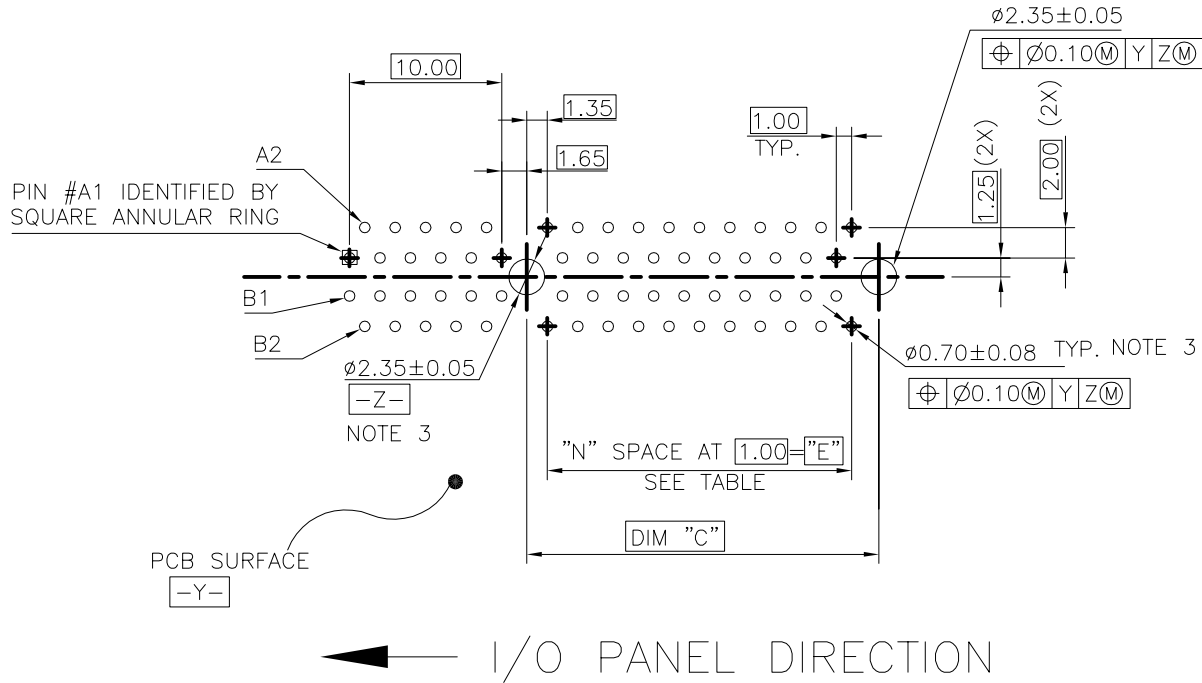 ø2.35±0.05
⌖ Ø0.10Ⓜ Y ZⓂ
10.00
1.35
1.65
1.00
TYP.
1.25 (2X)
2.00 (2X)
A2
PIN #A1 IDENTIFIED BY
SQUARE ANNULAR RING
B1
B2
ø2.35±0.05
-Z-
NOTE 3
ø0.70±0.08 TYP. NOTE 3
⌖ Ø0.10Ⓜ Y ZⓂ
"N" SPACE AT 1.00="E"
SEE TABLE
DIM "C"
PCB SURFACE
-Y-
I/O PANEL DIRECTION